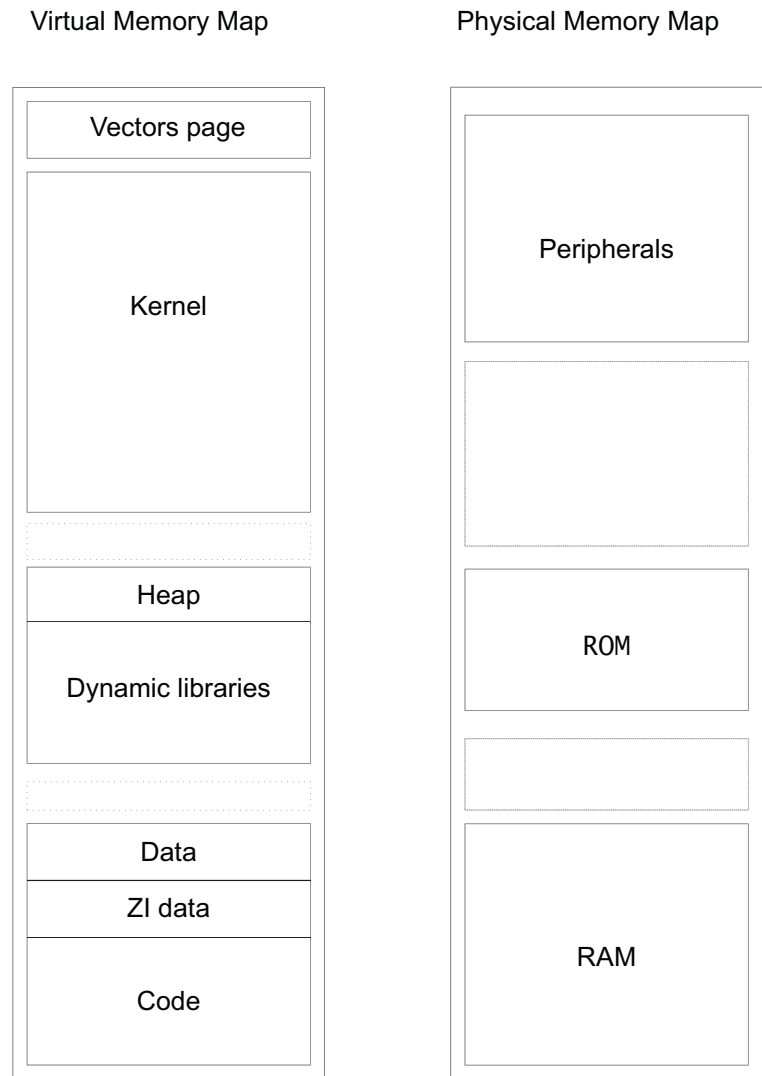 Virtual Memory Map
Physical Memory Map
Vectors page
Kernel
Heap
Dynamic libraries
Data
ZI data
Code
Peripherals
ROM
RAM